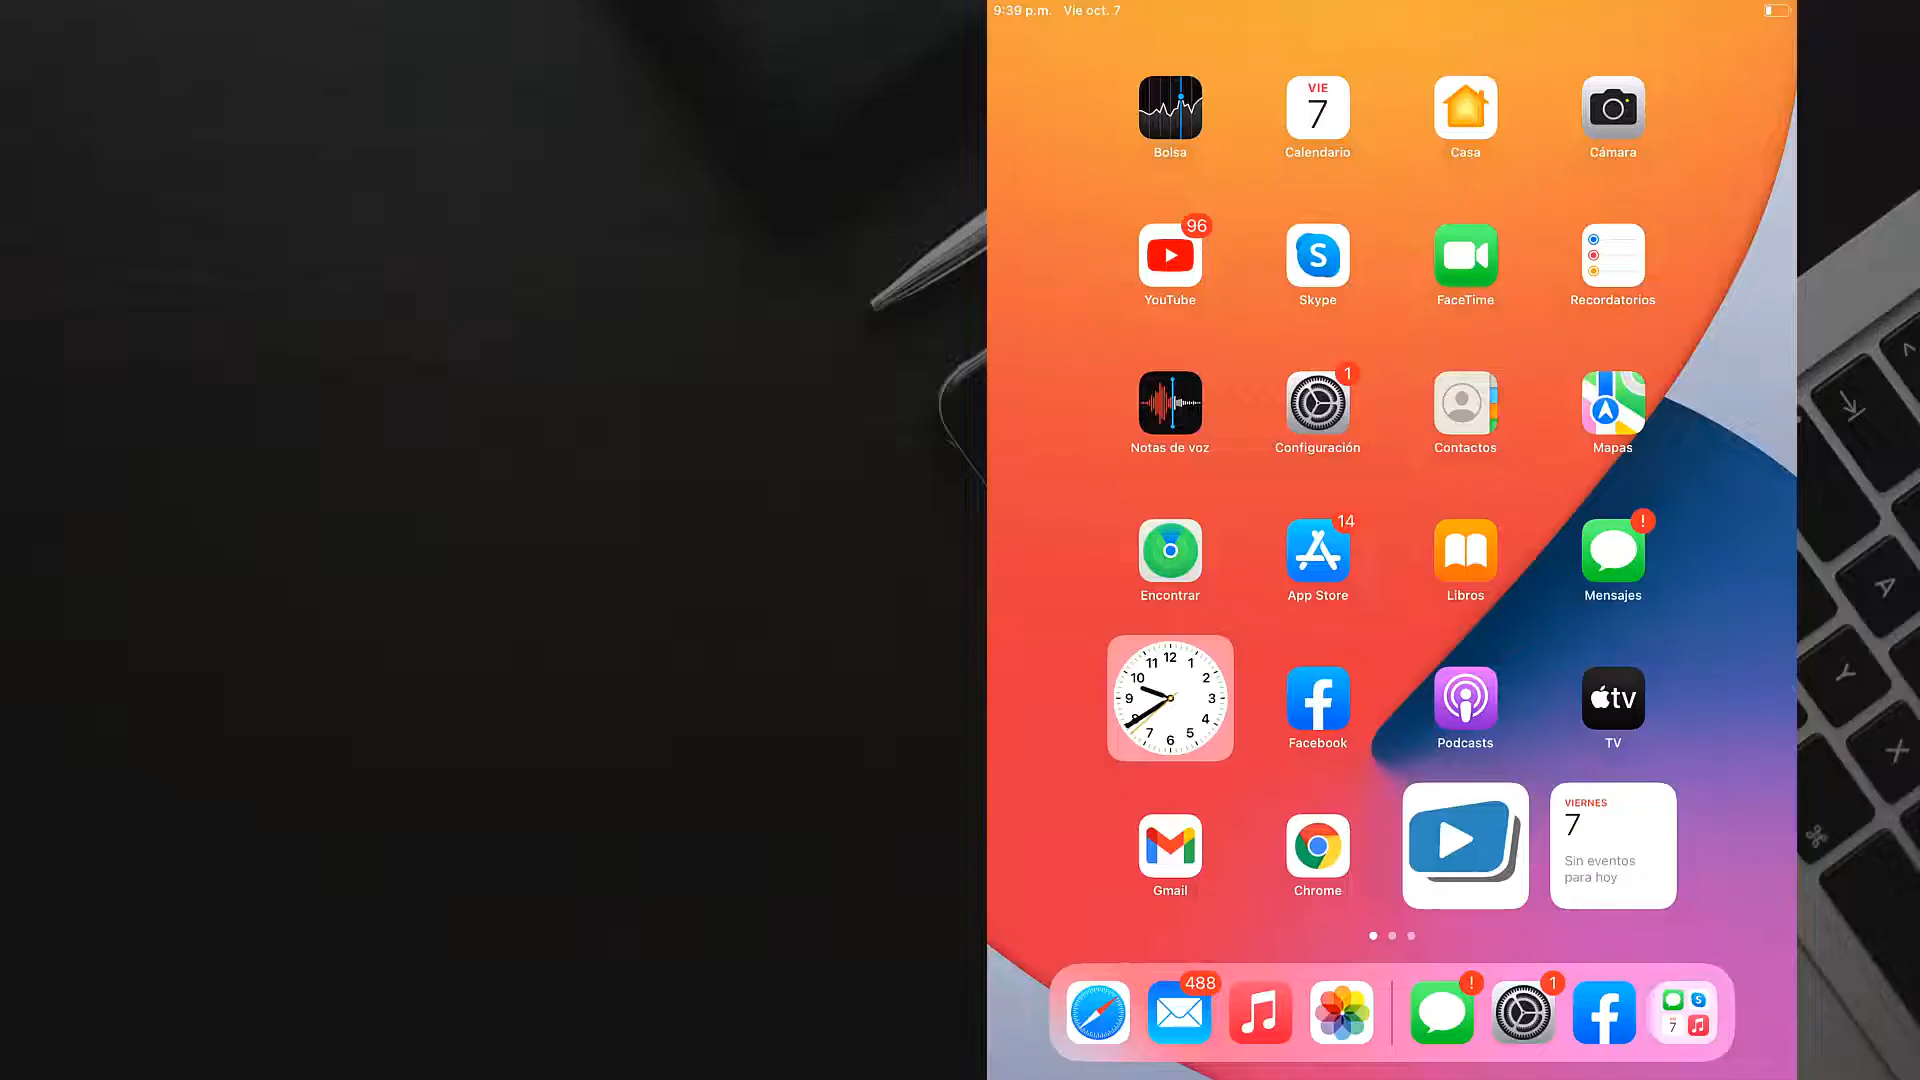 9:39 p.m. Vie oct. 7
VIE
7
Bolsa
Calendario
Casa
Cámara
96
S
YouTube
Skype
FaceTime
Recordatorios
1
Notas de voz
Configuración
Contactos
Mapas
14
!
Encontrar
App Store
Libros
Mensajes
12
11 1
10 2
9 3
4
7 5
6
tv
Facebook
Podcasts
TV
VIERNES
7
Sin eventos
para hoy
Gmail
Chrome
488
!
1
S
7
A
Y
X
⌘